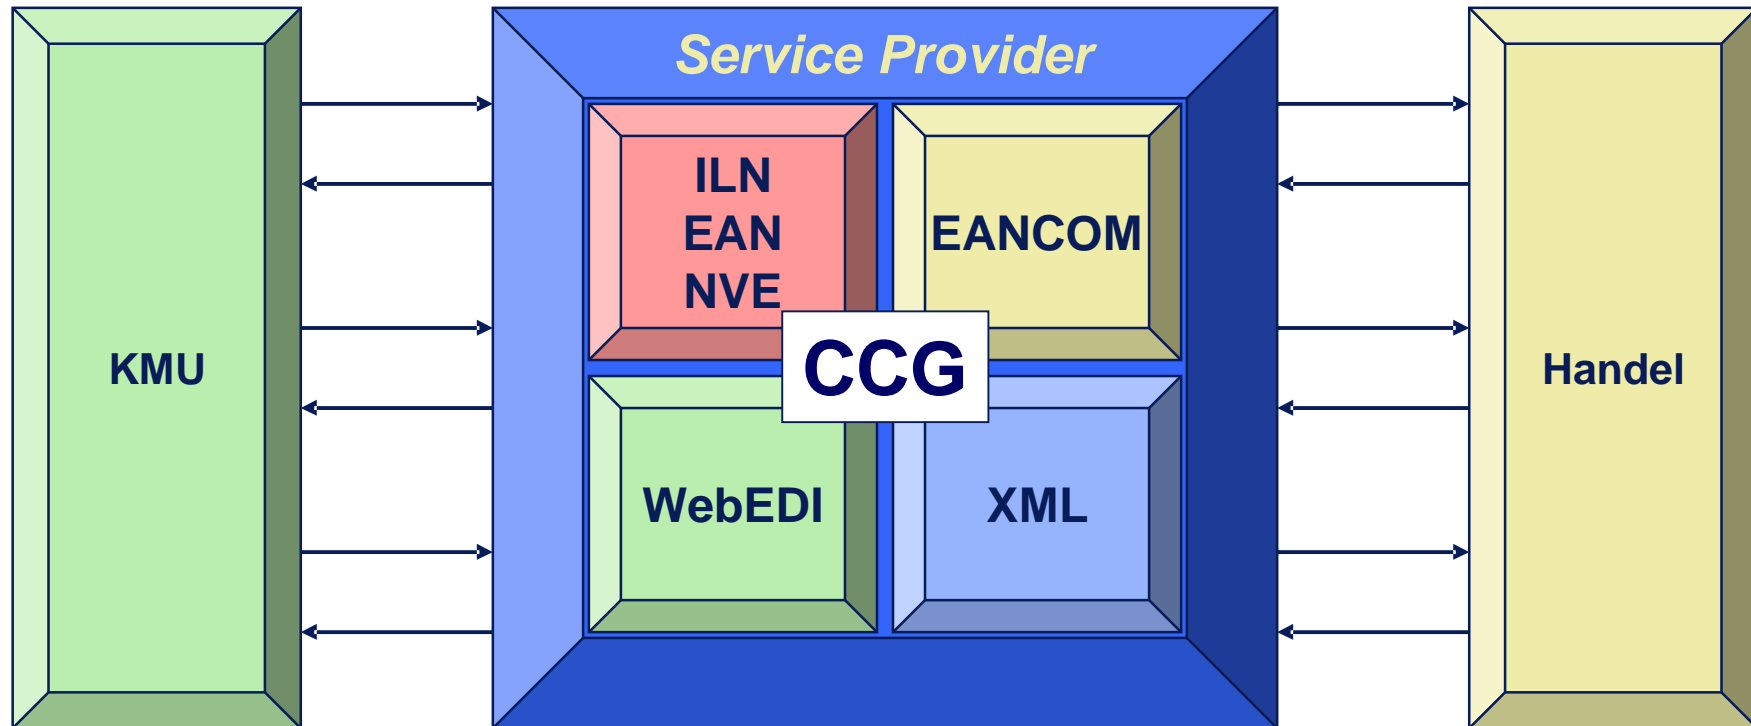 Service Provider
ILN
EAN
NVE
EANCOM
CCG
KMU
Handel
WebEDI
XML